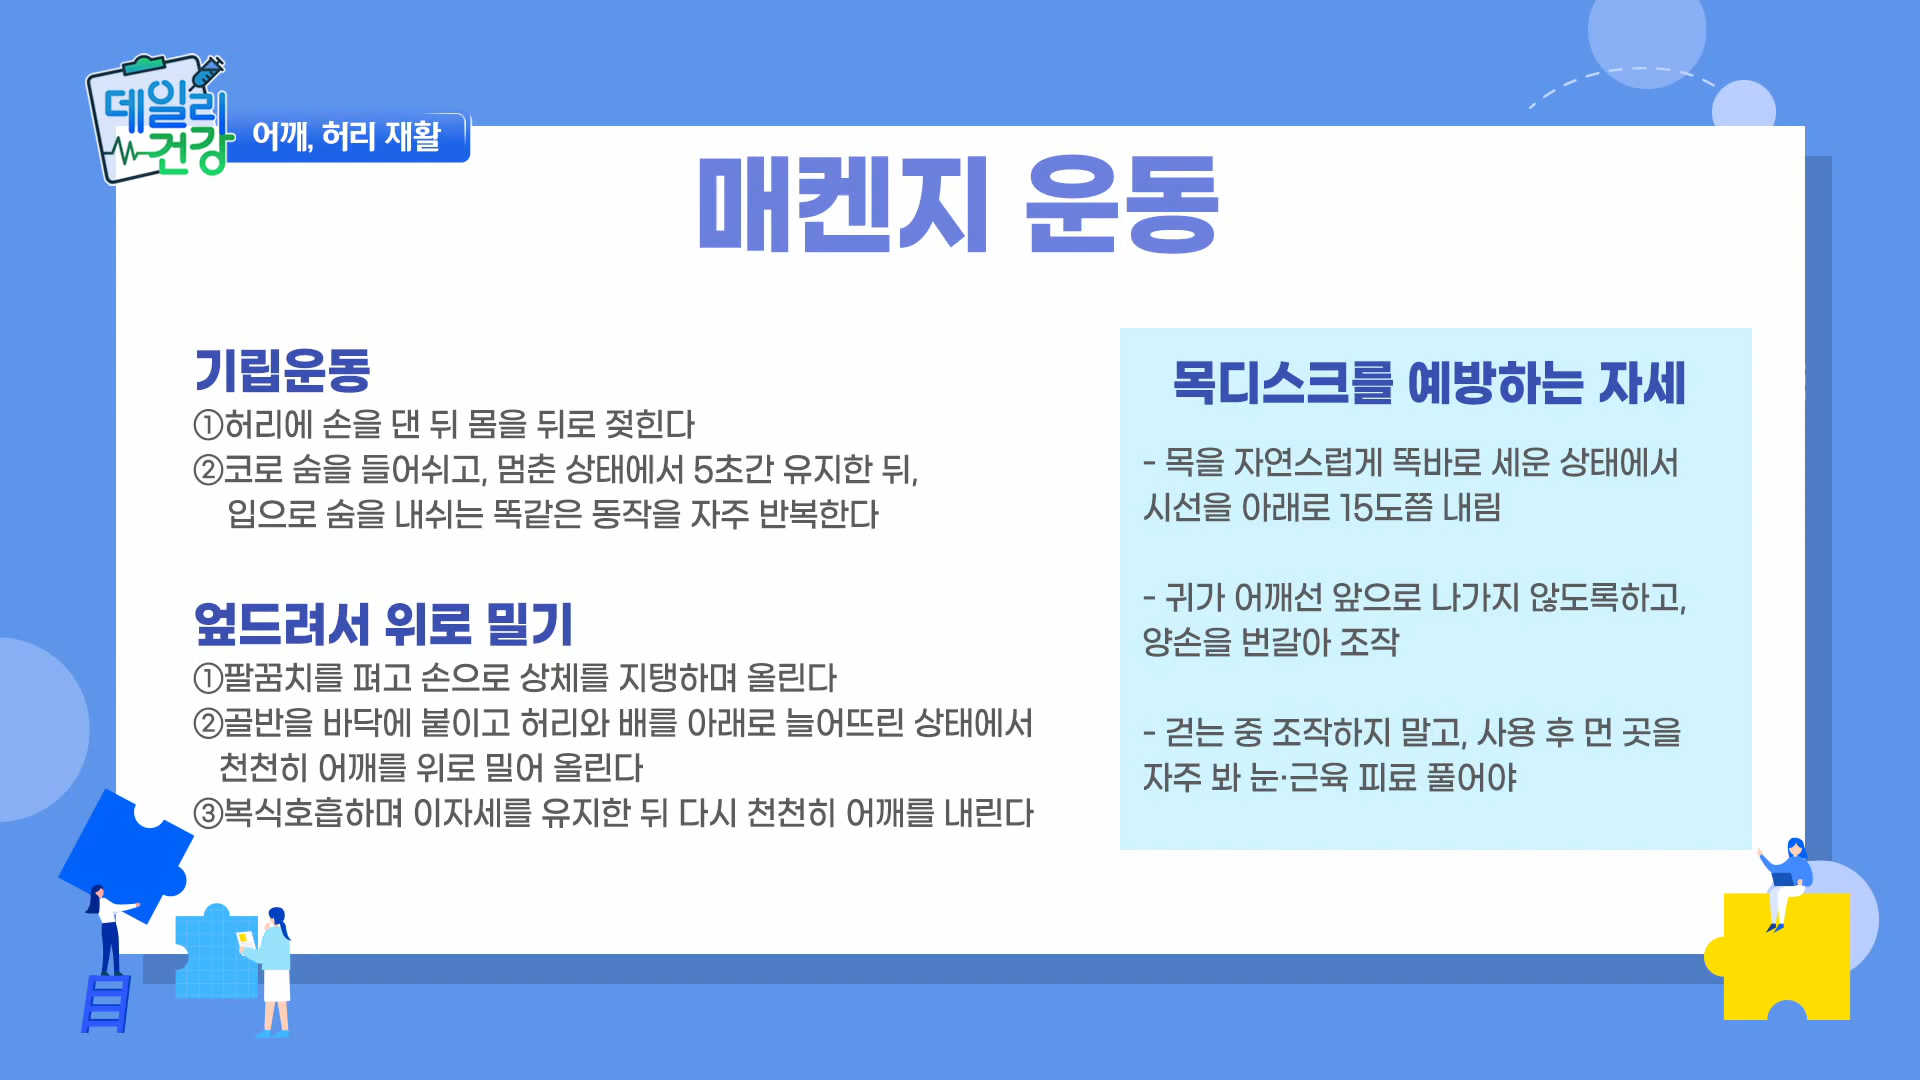 데일리
건강
어깨, 허리 재활
매켄지 운동
기립운동
①허리에 손을 댄 뒤 몸을 뒤로 젖힌다
②코로 숨을 들어쉬고, 멈춘 상태에서 5초간 유지한 뒤,
입으로 숨을 내쉬는 똑같은 동작을 자주 반복한다
엎드려서 위로 밀기
①팔꿈치를 펴고 손으로 상체를 지탱하며 올린다
②골반을 바닥에 붙이고 허리와 배를 아래로 늘어뜨린 상태에서
천천히 어깨를 위로 밀어 올린다
③복식호흡하며 이자세를 유지한 뒤 다시 천천히 어깨를 내린다
목디스크를 예방하는 자세
- 목을 자연스럽게 똑바로 세운 상태에서
시선을 아래로 15도쯤 내림
- 귀가 어깨선 앞으로 나가지 않도록하고,
양손을 번갈아 조작
- 걷는 중 조작하지 말고, 사용 후 먼 곳을
자주 봐 눈·근육 피로 풀어야